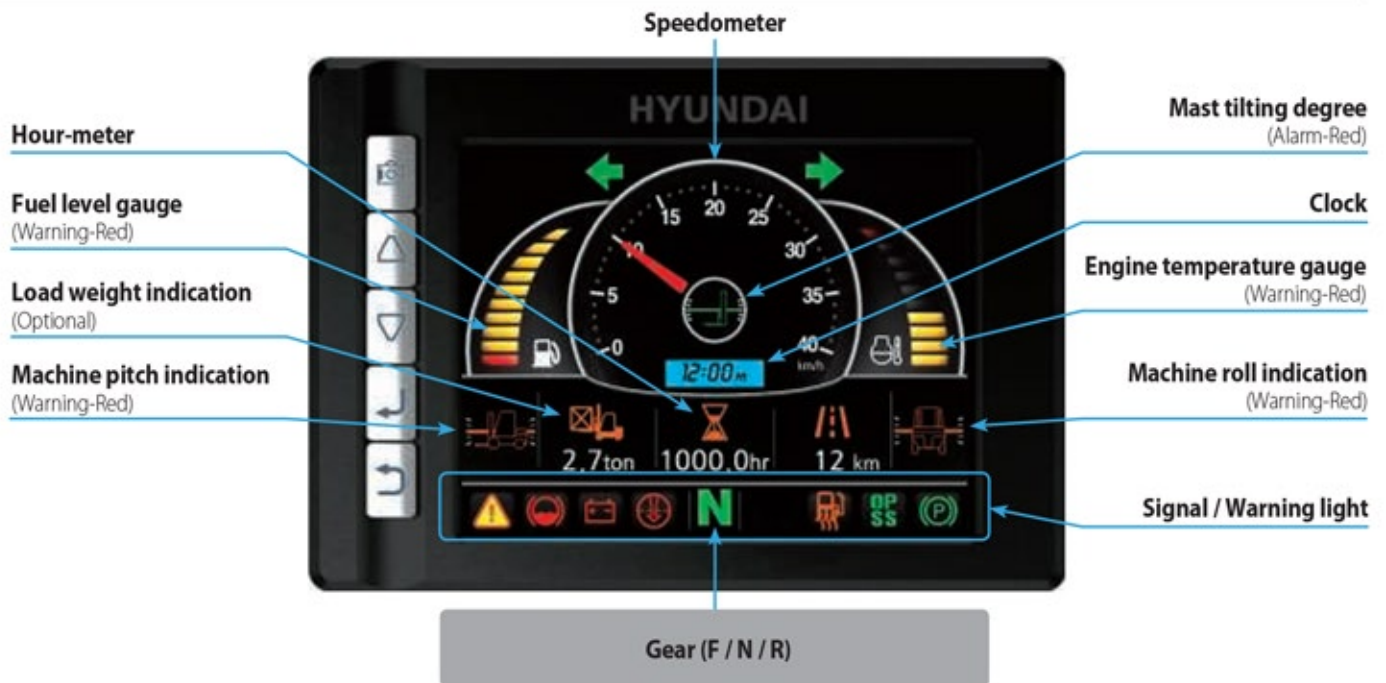 Speedometer
HYUNDAI
Hour-meter
Fuel level gauge
(Warning-Red)
Load weight indication
(Optional)
Machine pitch indication
(Warning-Red)
Mast tilting degree
(Alarm-Red)
Clock
Engine temperature gauge
(Warning-Red)
Machine roll indication
(Warning-Red)
Signal / Warning light
0
5
10
15
20
25
30
35
40
km/h
12:00
2.7ton
1000.0hr
12 km
N
OP
SS
P
Gear (F / N / R)